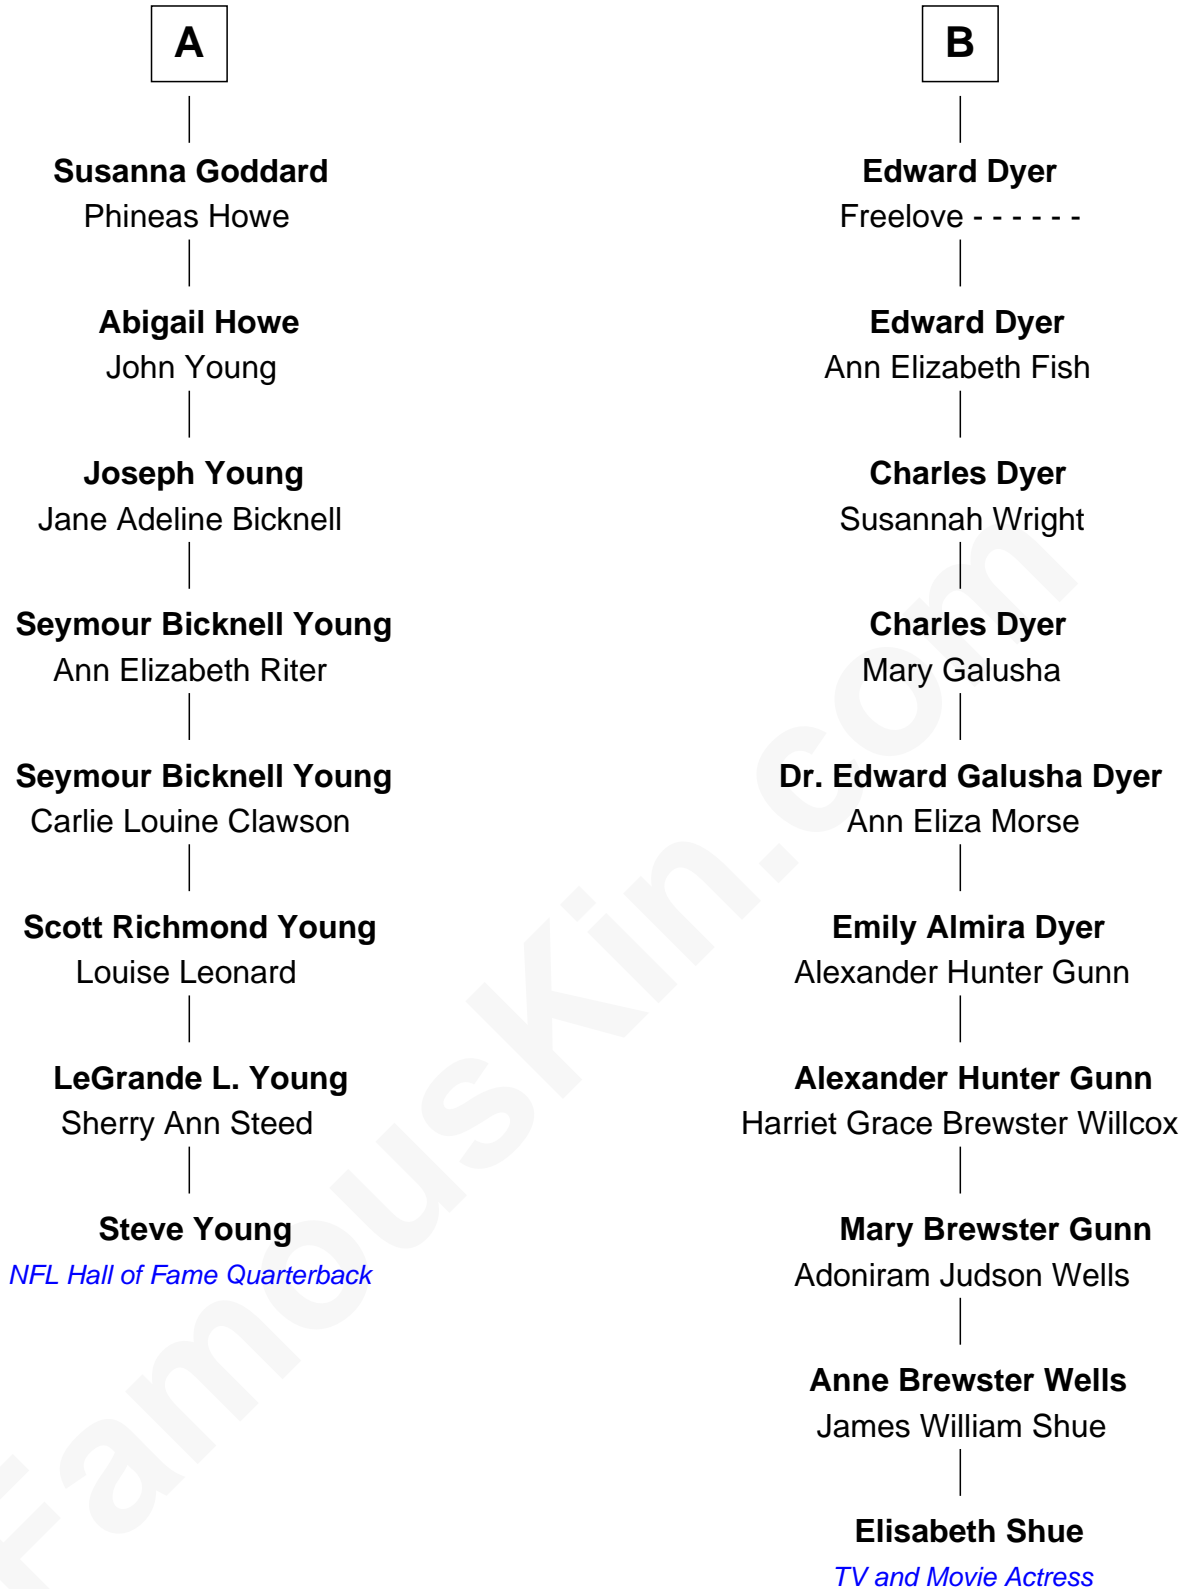 A
Susanna Goddard
Phineas Howe
Abigail Howe
John Young
Joseph Young
Jane Adeline Bicknell
Seymour Bicknell Young
Ann Elizabeth Riter
Seymour Bicknell Young
Carlie Louine Clawson
Scott Richmond Young
Louise Leonard
LeGrande L. Young
Sherry Ann Steed
Steve Young
NFL Hall of Fame Quarterback
B
Edward Dyer
Freelove - - - - - -
Edward Dyer
Ann Elizabeth Fish
Charles Dyer
Susannah Wright
Charles Dyer
Mary Galusha
Dr. Edward Galusha Dyer
Ann Eliza Morse
Emily Almira Dyer
Alexander Hunter Gunn
Alexander Hunter Gunn
Harriet Grace Brewster Willcox
Mary Brewster Gunn
Adoniram Judson Wells
Anne Brewster Wells
James William Shue
Elisabeth Shue
TV and Movie Actress
FamousKin.com